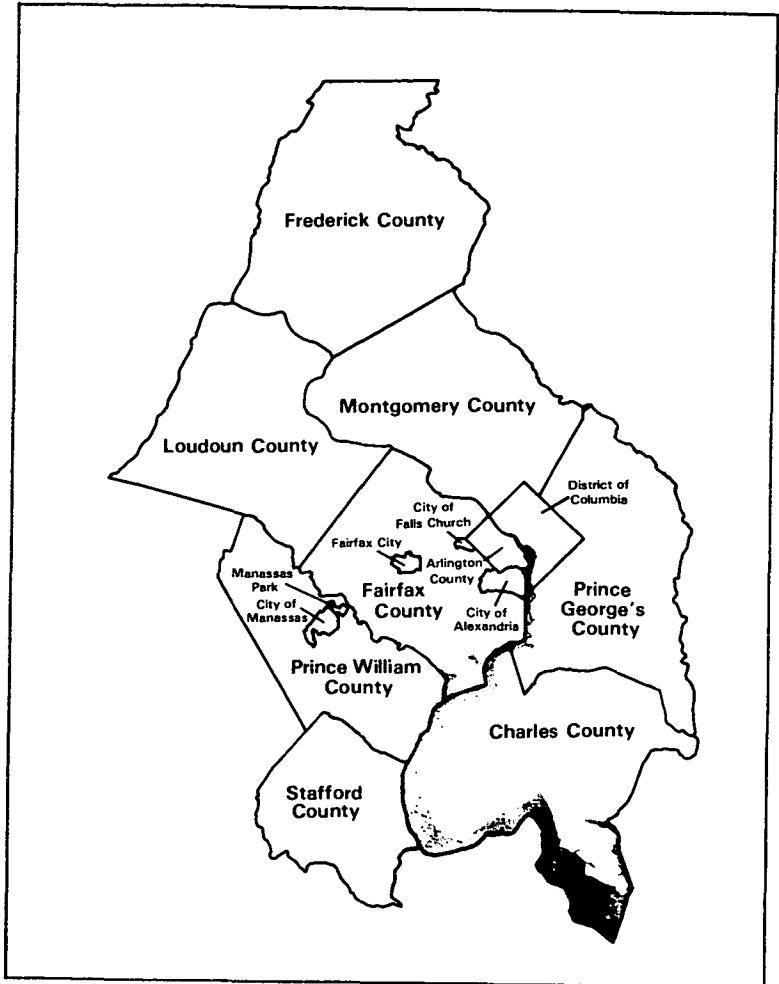 Frederick County
Montgomery County
Loudoun County
District of
Columbia
City of
Falls Church
Fairfax City
Arlington
County
Manassas
Park
City of
Manassas
Fairfax
County
City of
Alexandria
Prince
George's
County
Prince William
County
Charles County
Stafford
County